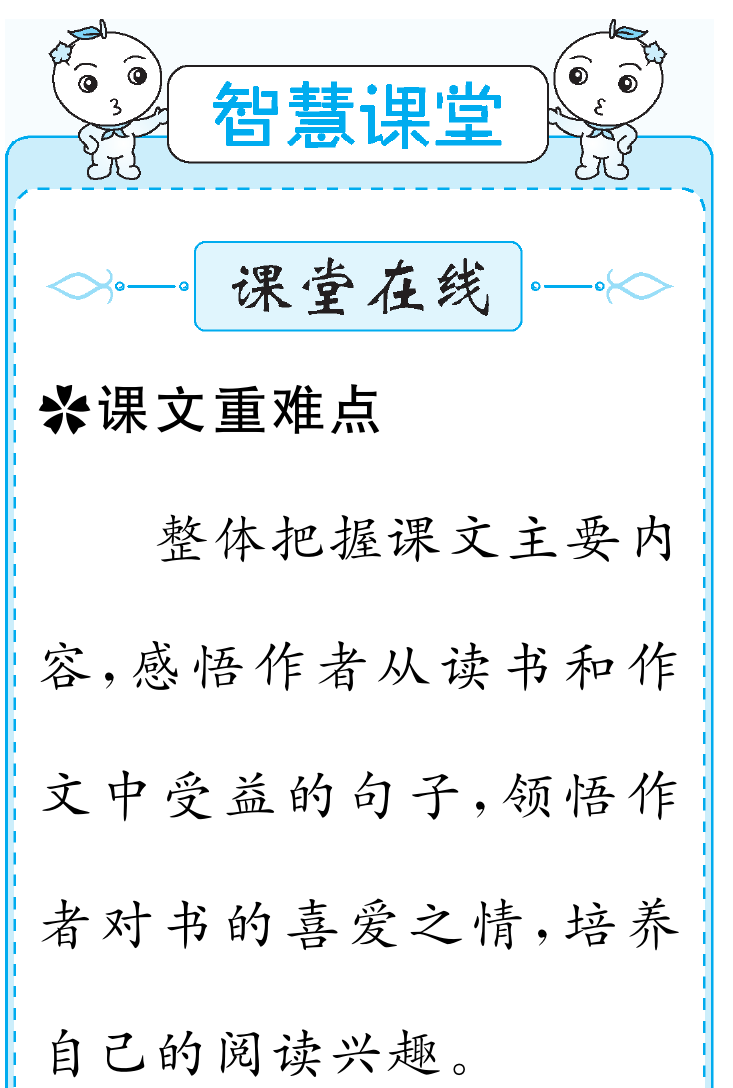 智慧课堂
课堂在线
课文重难点
整体把握课文主要内
容,感悟作者从读书和作
文中受益的句子,领悟作
者对书的喜爱之情,培养
自己的阅读兴趣。